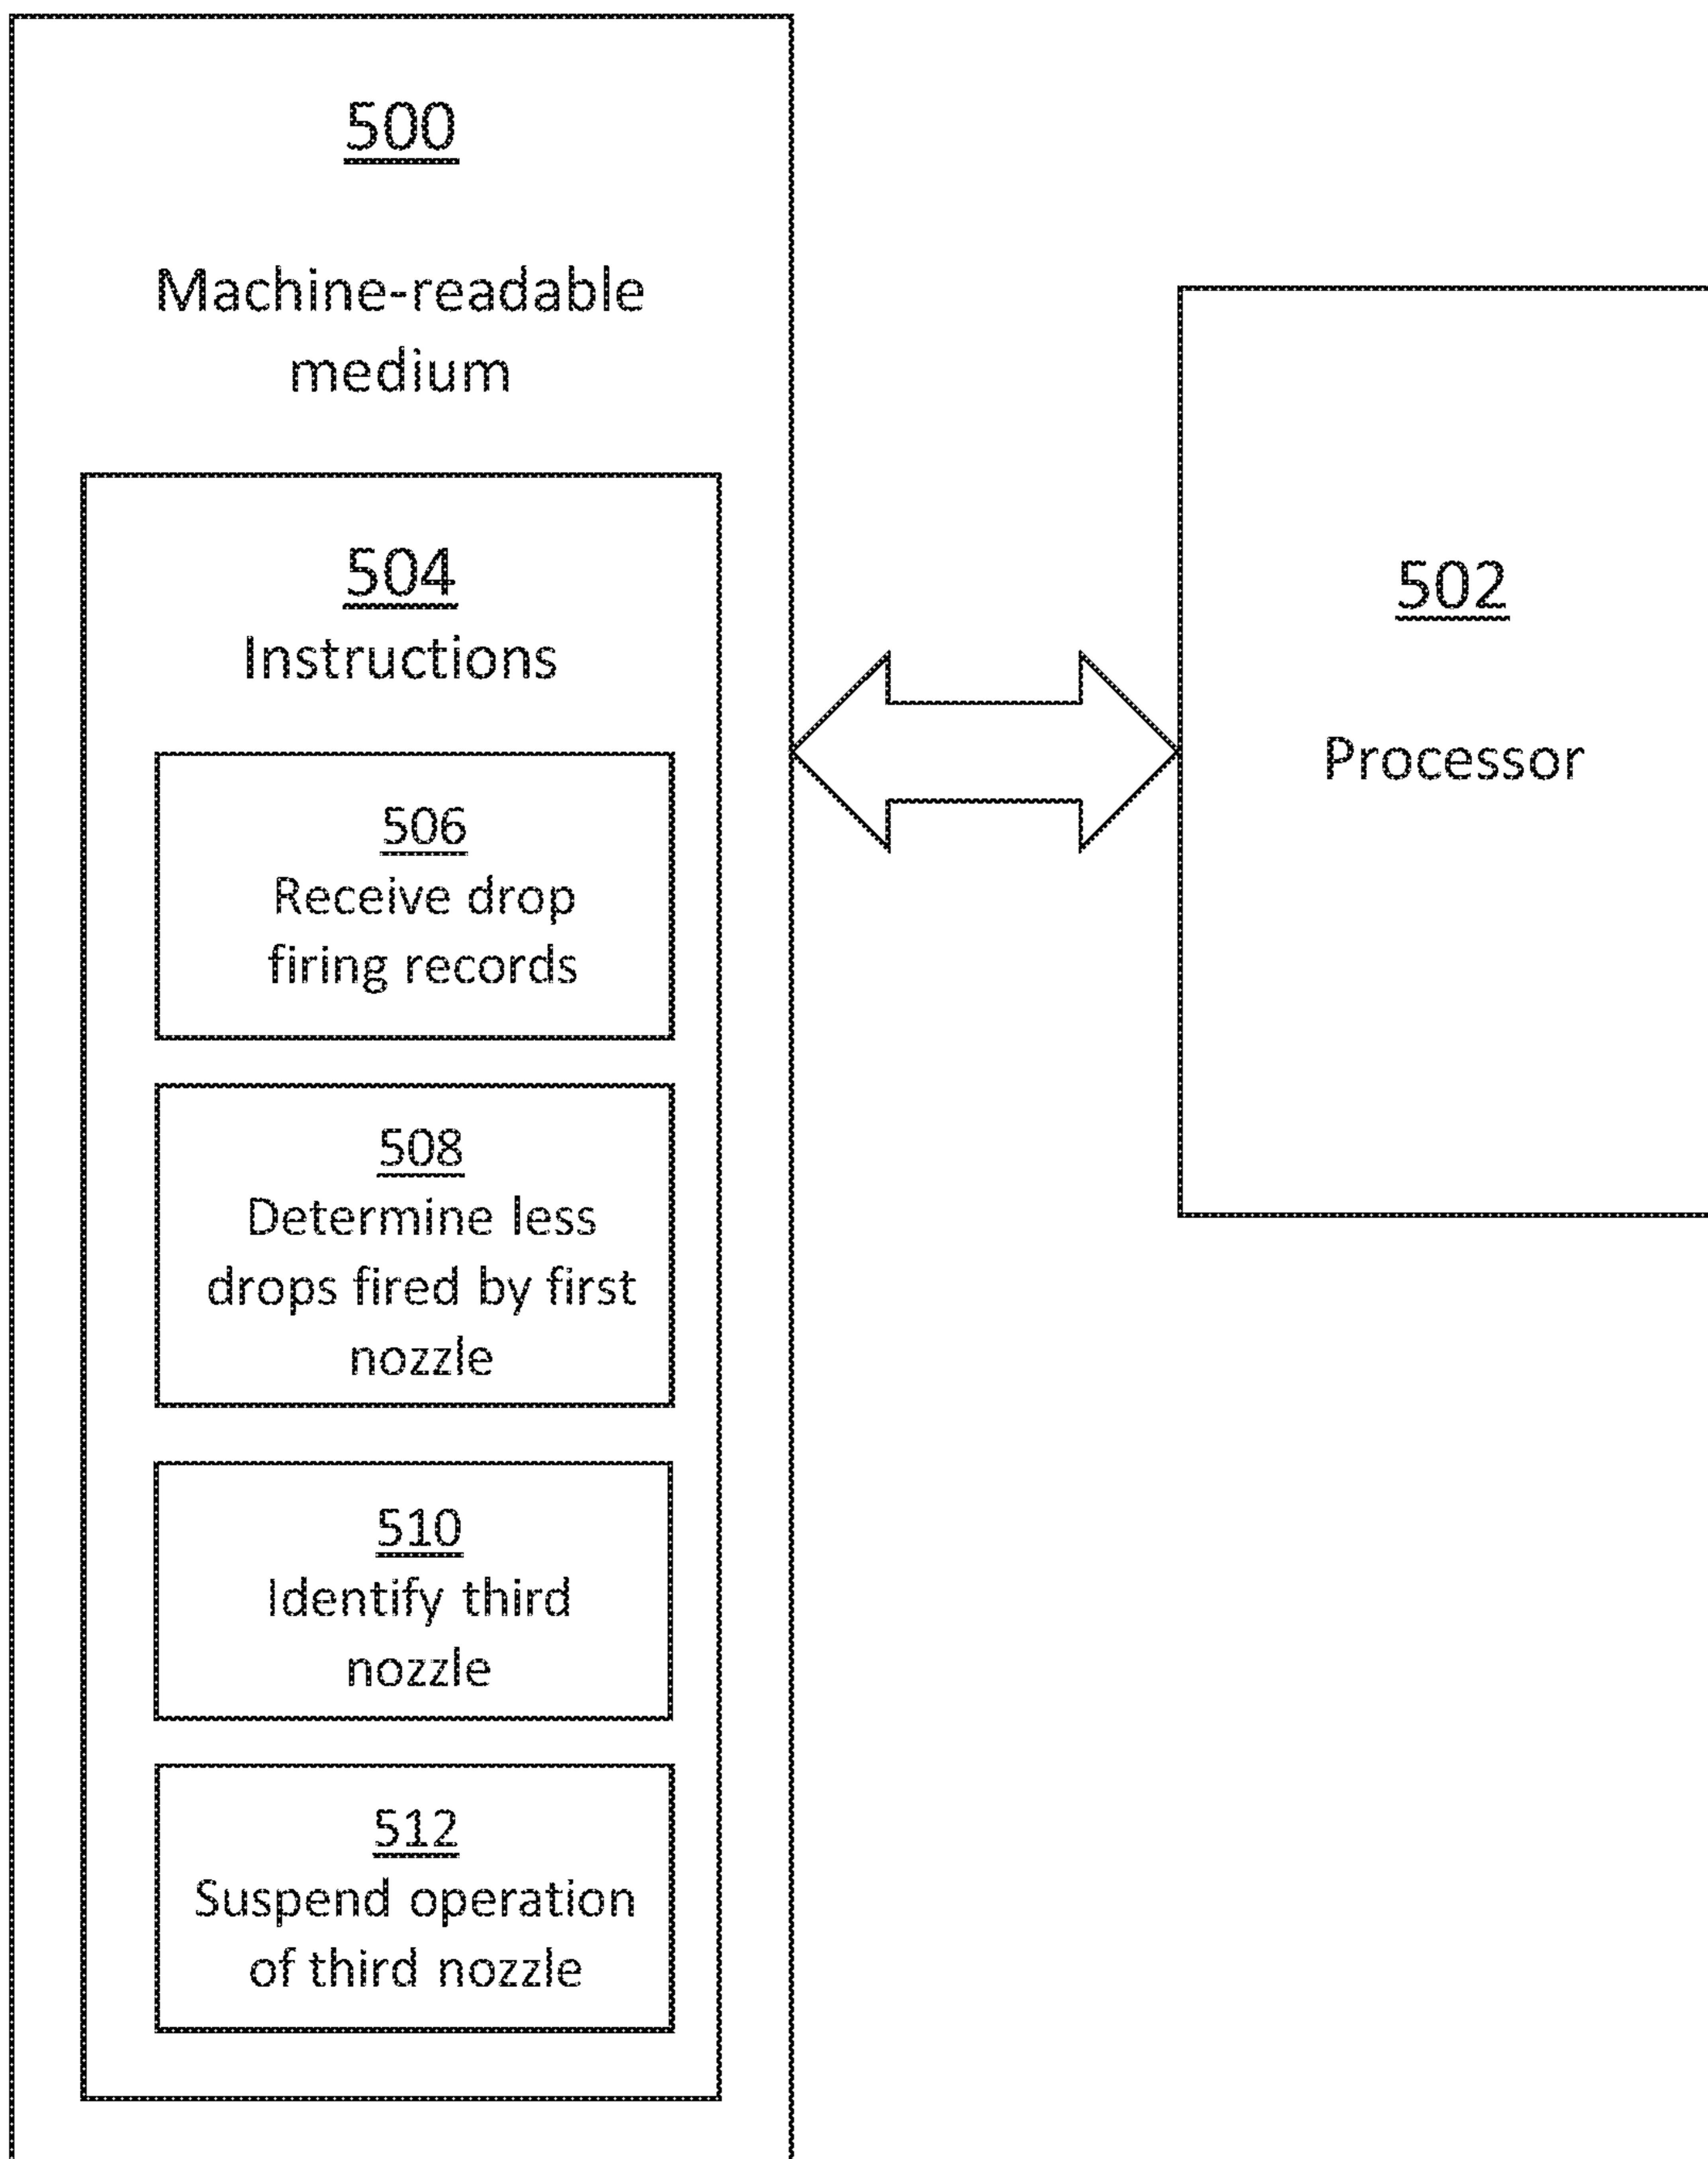 500
Machine-readable
medium
504
Instructions
506
Receive drop
firing records
508
Determine less
drops fired by first
nozzle
510
Identify third
nozzle
512
Suspend operation
of third nozzle
502
Processor